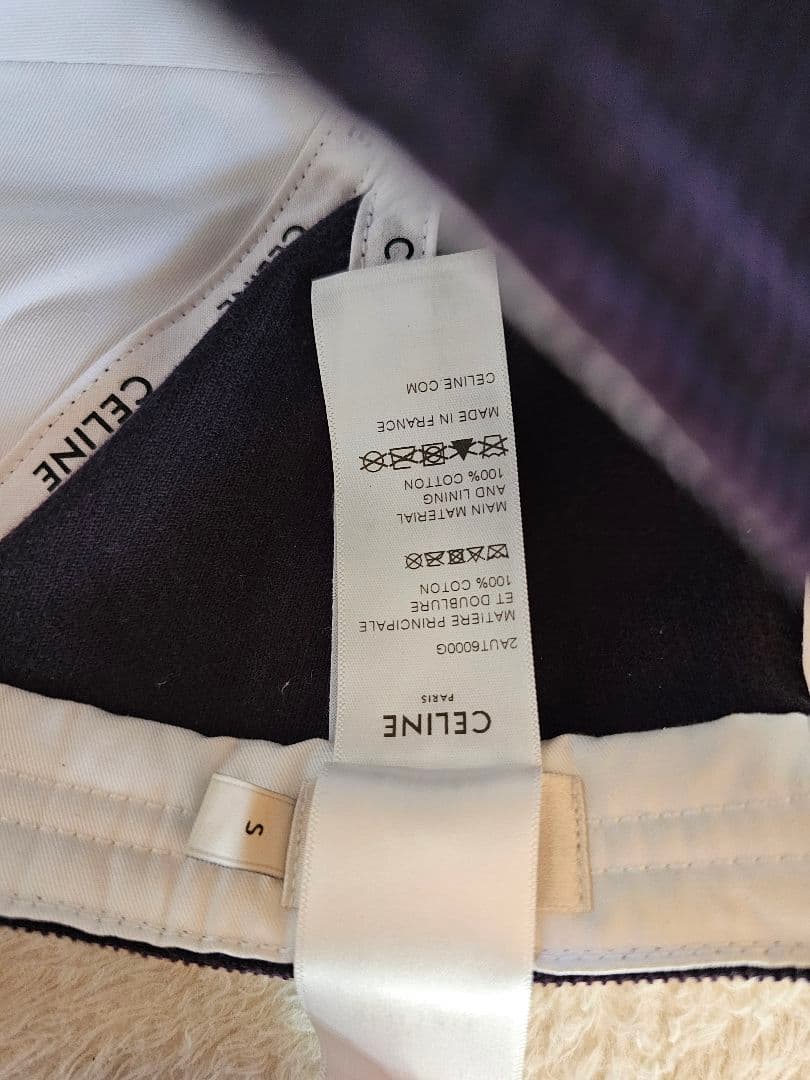 CELINE
PARIS
2AUT6000G
MATIÈRE PRINCIPALE
ET DOUBLURE
100% COTON
MAIN MATERIAL
AND LINING
100% COTTON
MADE IN FRANCE
CELINE.COM
S
CELINE
CELINE
C